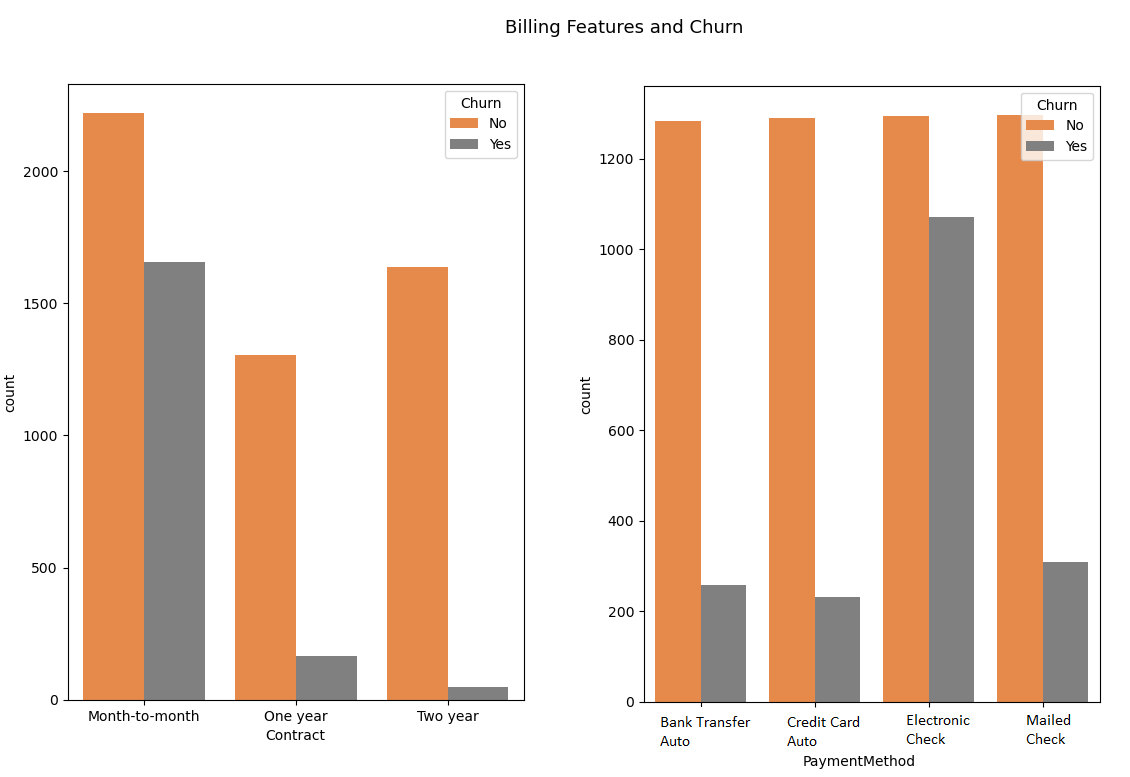 Billing Features and Churn
Churn
No
Yes
2000
1500
1000
500
0
count
Month-to-month
One year
Two year
Contract
Churn
No
Yes
1200
1000
800
600
400
200
0
count
Bank Transfer
Auto
Credit Card
Auto
Electronic
Check
Mailed
Check
PaymentMethod